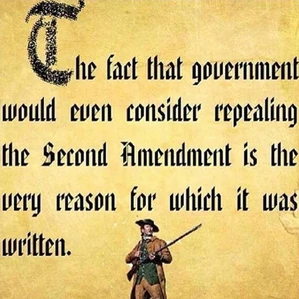 The fact that government
would even consider repealing
the Second Amendment is the
very reason for which it was
written.